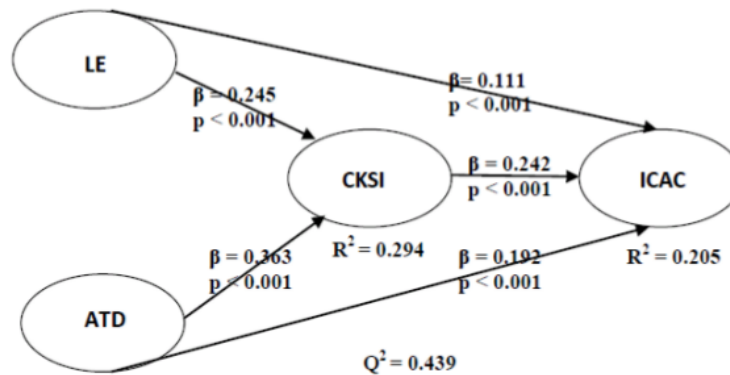 LE
β = 0.245
p < 0.001
β= 0.111
p < 0.001
CKSI
R² = 0.294
β = 0.242
p < 0.001
ICAC
R² = 0.205
β = 0.363
p < 0.001
β = 0.192
p < 0.001
ATD
Q² = 0.439